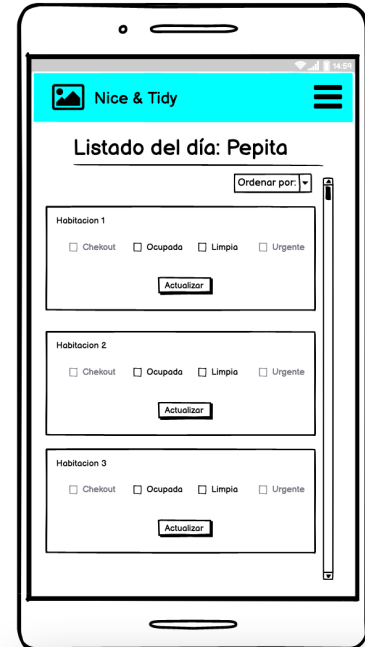 14:59
Nice & Tidy
Listado del día: Pepita
Ordenar por:
Habitacion 1
Chekout Ocupada Limpia Urgente
Actualizar
Habitacion 2
Chekout Ocupada Limpia Urgente
Actualizar
Habitacion 3
Chekout Ocupada Limpia Urgente
Actualizar